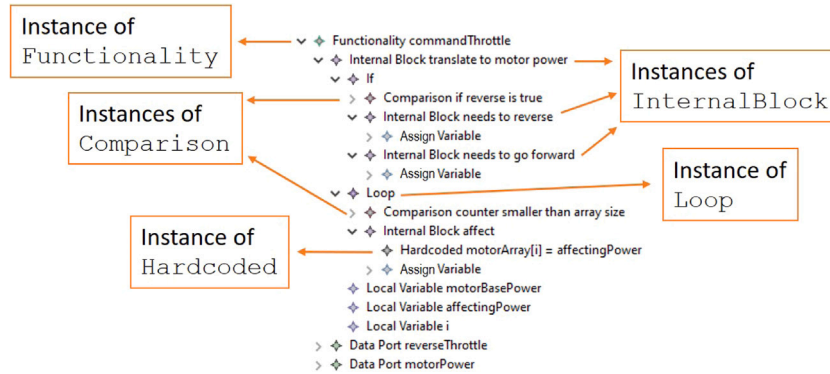 Instance of
Functionality
Instances of
Comparison
Instance of
Hardcoded
Functionality commandThrottle
Internal Block translate to motor power
If
Comparison if reverse is true
Internal Block needs to reverse
Assign Variable
Internal Block needs to go forward
Assign Variable
Loop
Comparison counter smaller than array size
Internal Block affect
Hardcoded motorArray[i] = affectingPower
Assign Variable
Local Variable motorBasePower
Local Variable affectingPower
Local Variable i
Data Port reverseThrottle
Data Port motorPower
Instances of
InternalBlock
Instance of
Loop